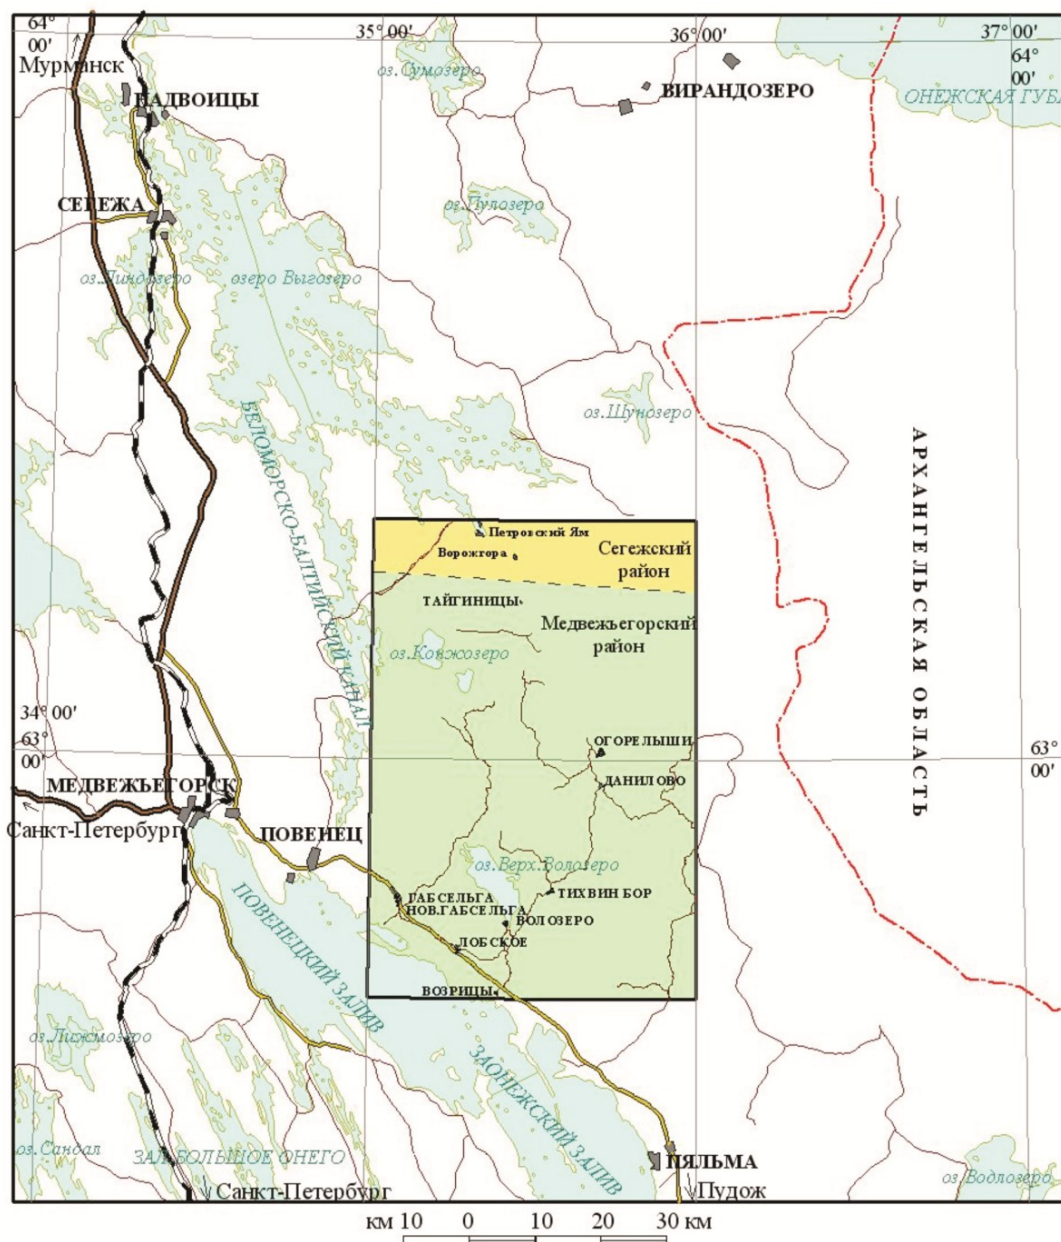 64°
00'
35° 00'
36° 00'
37° 00'
64°
00'
Мурманск
оз.Сумозеро
НАДВОИЦЫ
ВИРАНДОЗЕРО
ОНЕЖСКАЯ ГУБ
СЕГЕЖА
оз.Пулозеро
оз.Линдозеро
озеро Выгозеро
оз.Шунозеро
БЕЛОМОРСКО-БАЛТИЙСКИЙ КАНАЛ
АРХАНГЕЛЬСКАЯ ОБЛАСТЬ
Петровский Ям
Ворожгора
Сегежский
район
ТАЙГИНИЦЫ
Медвежьегорский
район
оз.Копжозеро
34° 00'
63°
00'
ОГОРЕЛЫШИ
63°
00'
ДАНИЛОВО
МЕДВЕЖЬЕГОРСК
Санкт-Петербург
ПОВЕНЕЦ
оз.Верх.Волозеро
ТИХВИН БОР
ГАБСЕЛЬГА
НОВ.ГАБСЕЛЬГА
ВОЛОЗЕРО
ПОВЕНЕЦКИЙ ЗАЛИВ
ЛОБСКОЕ
ВОЗРИЦЫ
оз.Лижмозеро
ЗАОНЕЖСКИЙ ЗАЛИВ
оз.Сандал
ЗАЛ.БОЛЬШОЕ ОНЕГО
ПЯЛЬМА
оз.Водлозеро
Санкт-Петербург
Пудож
км 10 0 10 20 30 км